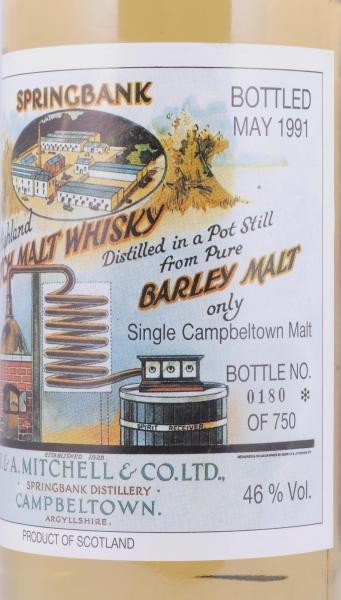 SPRINGBANK
BOTTLED
MAY 1991
MALT WHISKY
Distilled in a Pot Still
from Pure
BARLEY MALT
only
Single Campbeltown Malt
BOTTLE NO.
0180 *
OF 750
SPIRIT RECEIVER.
ESTABLISHED 1828.
& A. MITCHELL & CO. LTD.,
· SPRINGBANK DISTILLERY ·
CAMPBELTOWN.
ARGYLLSHIRE.
46 % Vol.
PRODUCT OF SCOTLAND